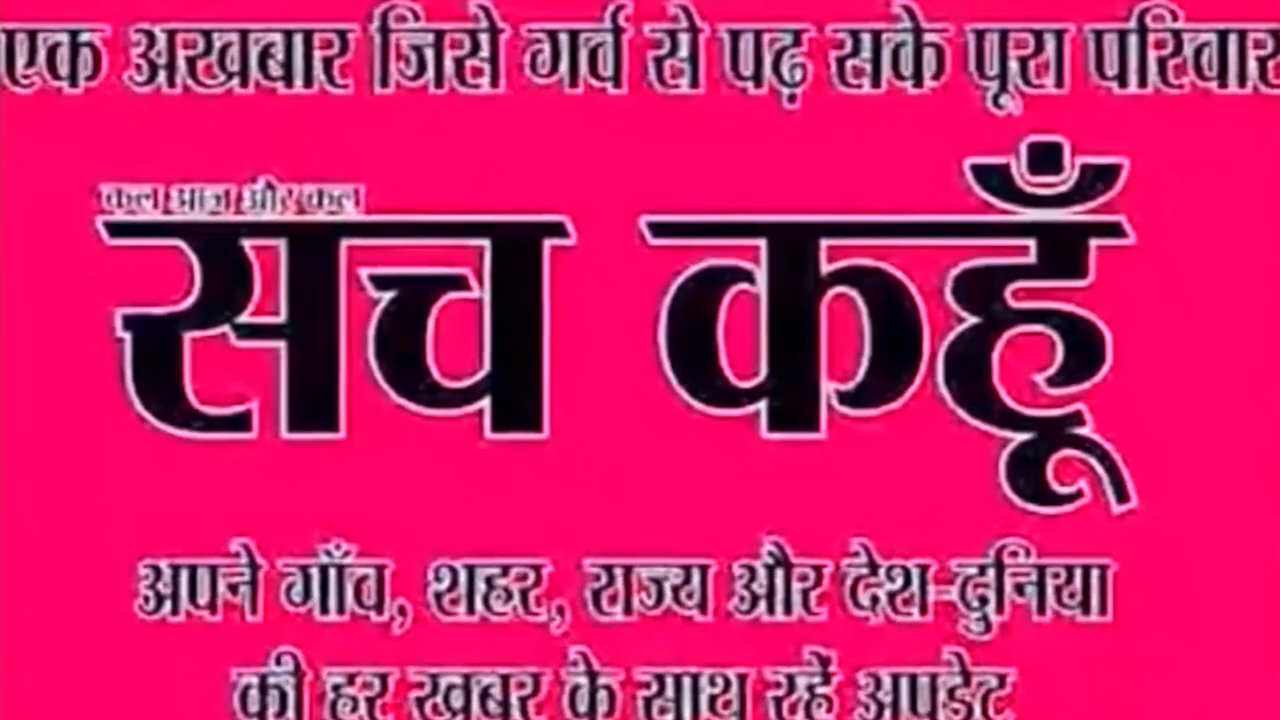 एक अखबार जिसे गर्व से पढ़ सके पूरा परिवार
कल आज और कल
सच कहूँ
अपने गाँव, शहर, राज्य और देश-दुनिया
की हर खबर के साथ रहें अपडेट